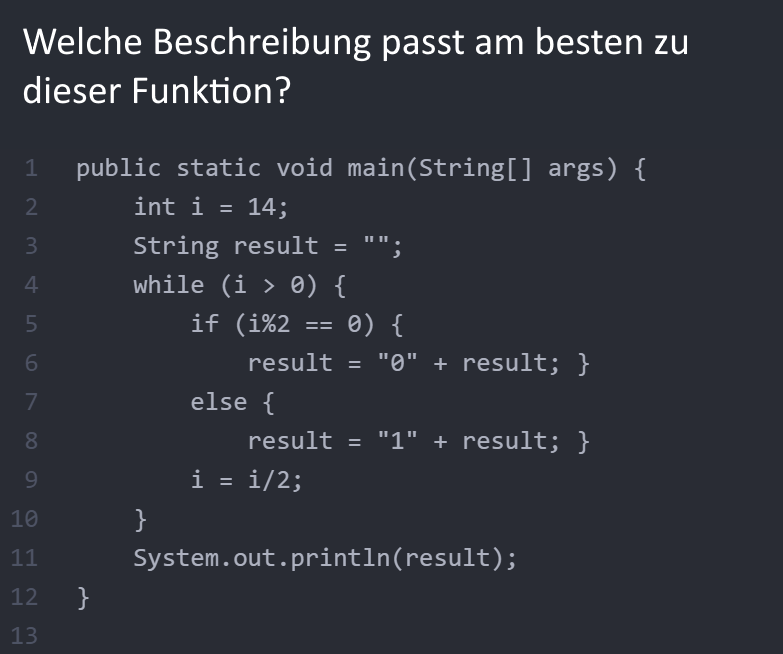 Welche Beschreibung passt am besten zu
dieser Funktion?
1 public static void main(String[] args) {
2 int i = 14;
3 String result = "";
4 while (i > 0) {
5 if (i%2 == 0) {
6 result = "0" + result; }
7 else {
8 result = "1" + result; }
9 i = i/2;
10 }
11 System.out.println(result);
12 }
13